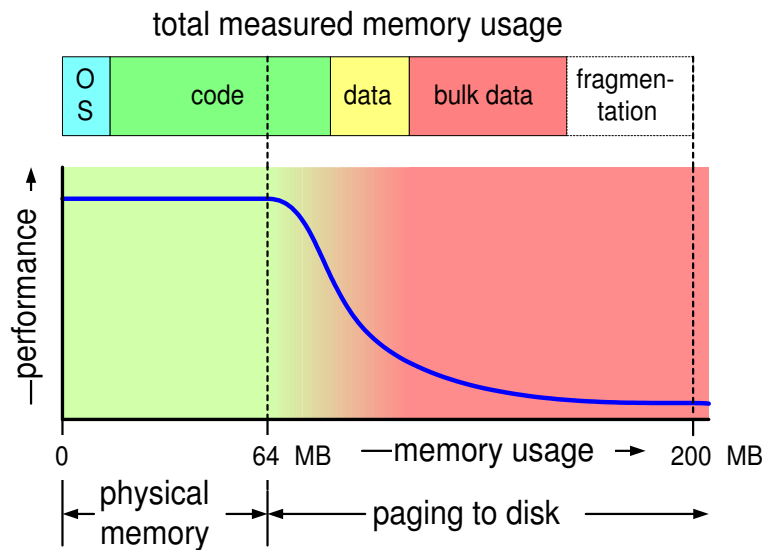 total measured memory usage
O
S
code
data
bulk data
fragmen-
tation
performance
0
64 MB
memory usage
200 MB
physical
memory
paging to disk